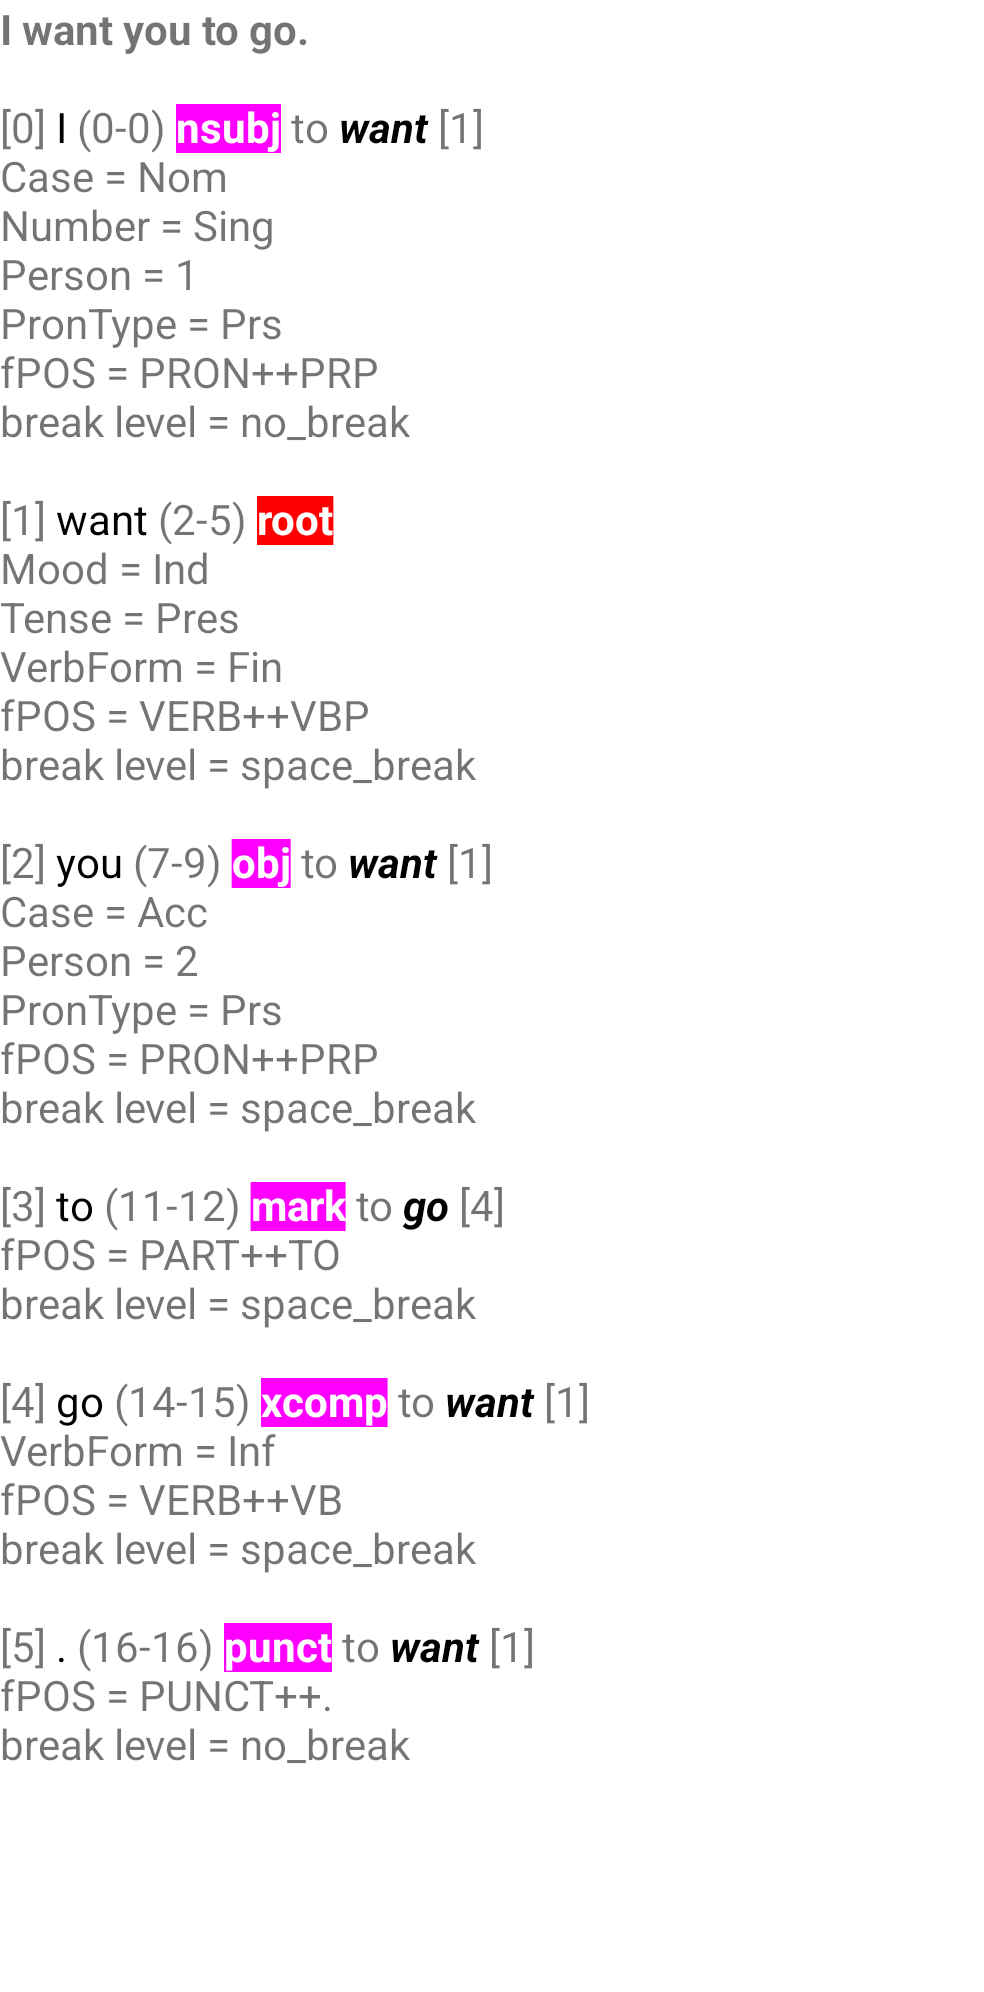 I want you to go.
[0] I (0-0) nsubj to want [1]
Case = Nom
Number = Sing
Person = 1
PronType = Prs
fPOS = PRON++PRP
break level = no_break
[1] want (2-5) root
Mood = Ind
Tense = Pres
VerbForm = Fin
fPOS = VERB++VBP
break level = space_break
[2] you (7-9) obj to want [1]
Case = Acc
Person = 2
PronType = Prs
fPOS = PRON++PRP
break level = space_break
[3] to (11-12) mark to go [4]
fPOS = PART++TO
break level = space_break
[4] go (14-15) xcomp to want [1]
VerbForm = Inf
fPOS = VERB++VB
break level = space_break
[5] . (16-16) punct to want [1]
fPOS = PUNCT++.
break level = no_break